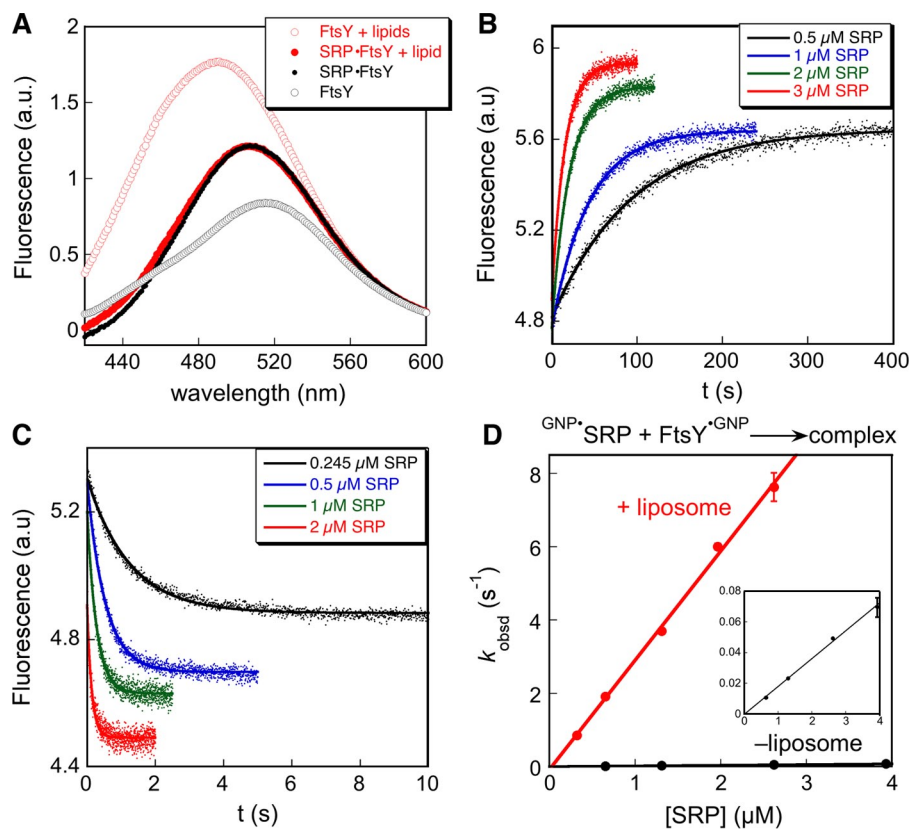 A
2
1.5
1
0.5
0
Fluorescence (a.u.)
440 480 520 560 600
wavelength (nm)
FtsY + lipids
SRP•FtsY + lipid
SRP•FtsY
FtsY
B
6
5.6
5.2
4.8
Fluorescence (a.u)
0 100 200 300 400
t (s)
0.5 µM SRP
1 µM SRP
2 µM SRP
3 µM SRP
C
5.2
4.8
4.4
Fluorescence (a.u)
0 2 4 6 8 10
t (s)
0.245 µM SRP
0.5 µM SRP
1 µM SRP
2 µM SRP
D
GNP•SRP + FtsY•GNP ⟶ complex
8
6
4
2
0
kobsd (s⁻¹)
+ liposome
0.08
0.06
0.04
0.02
0
0 1 2 3 4
–liposome
0 1 2 3 4
[SRP] (µM)